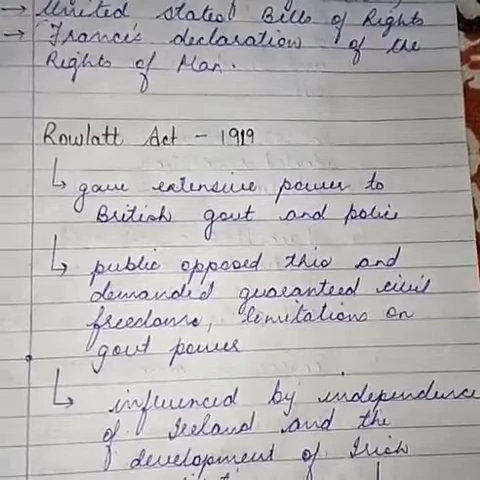 → United States Bills of Rights
→ France's declaration of the
Rights of Man.
Rowlatt Act - 1919
↳ gave extensive power to
British govt and police
↳ public opposed this and
demanded guaranteed civil
freedoms, limitations on
govt power
↳ influenced by independence
of Ireland and the
development of Irish